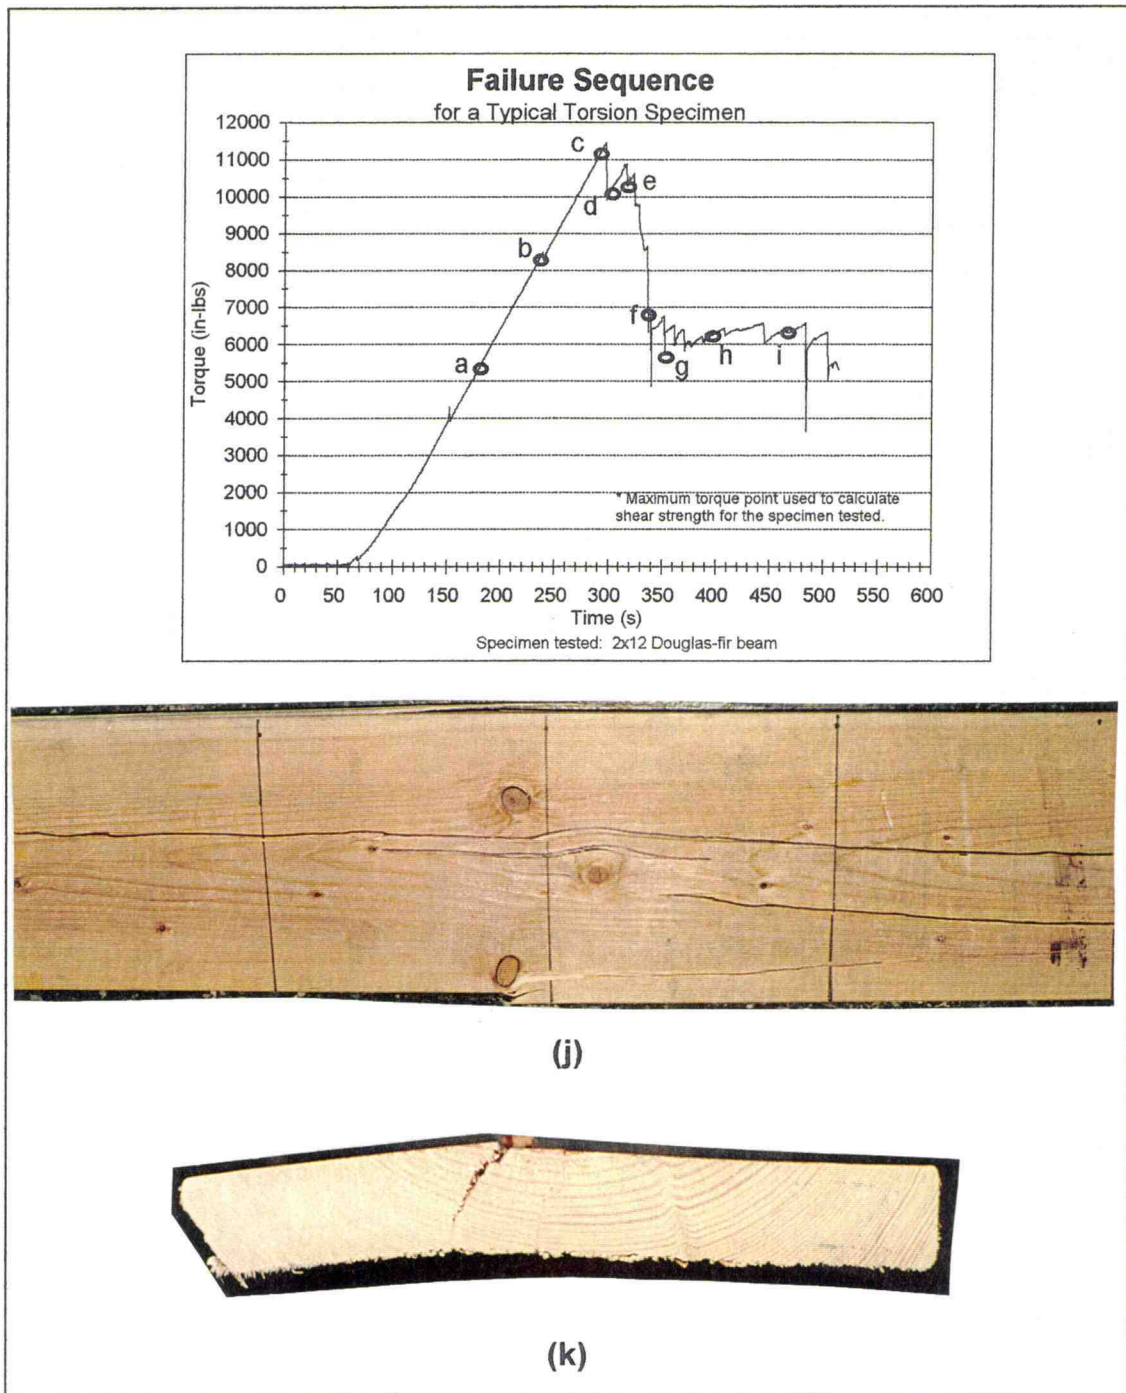 Failure Sequence
for a Typical Torsion Specimen
12000
11000
10000
9000
8000
7000
6000
5000
4000
3000
2000
1000
0
Torque (in-lbs)
a
b
c
d
e
f
g
h
i
* Maximum torque point used to calculate
shear strength for the specimen tested.
0 50 100 150 200 250 300 350 400 450 500 550 600
Time (s)
Specimen tested: 2x12 Douglas-fir beam
(j)
(k)